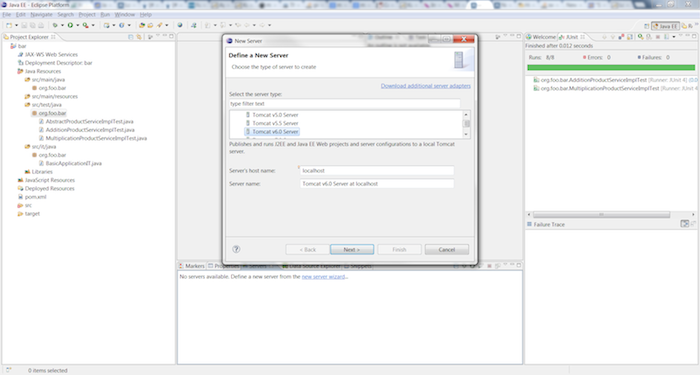 Java EE - Eclipse Platform
File Edit Navigate Search Project Run Window Help
Java EE
Project Explorer
bar
JAX-WS Web Services
Deployment Descriptor: bar
Java Resources
src/main/java
org.foo.bar
src/main/resources
src/test/java
org.foo.bar
AbstractProductServiceImplTest.java
AdditionProductServiceImplTest.java
MultiplicationProductServiceImplTest.java
src/it/java
org.foo.bar
BasicApplicationIT.java
Libraries
JavaScript Resources
Deployed Resources
pom.xml
src
target
New Server
Define a New Server
Choose the type of server to create
Download additional server adapters
Select the server type:
type filter text
Tomcat v5.0 Server
Tomcat v5.5 Server
Tomcat v6.0 Server
Publishes and runs J2EE and Java EE Web projects and server configurations to a local Tomcat
server.
Server's host name: localhost
Server name: Tomcat v6.0 Server at localhost
< Back Next > Finish Cancel
Markers Properties Servers Data Source Explorer Snippets
No servers available. Define a new server from the new server wizard...
Welcome JUnit
Finished after 0.012 seconds
Runs: 8/8 Errors: 0 Failures: 0
org.foo.bar.AdditionProductServiceImplTest [Runner: JUnit 4]
org.foo.bar.MultiplicationProductServiceImplTest [Runner: JUnit
Failure Trace
0 items selected